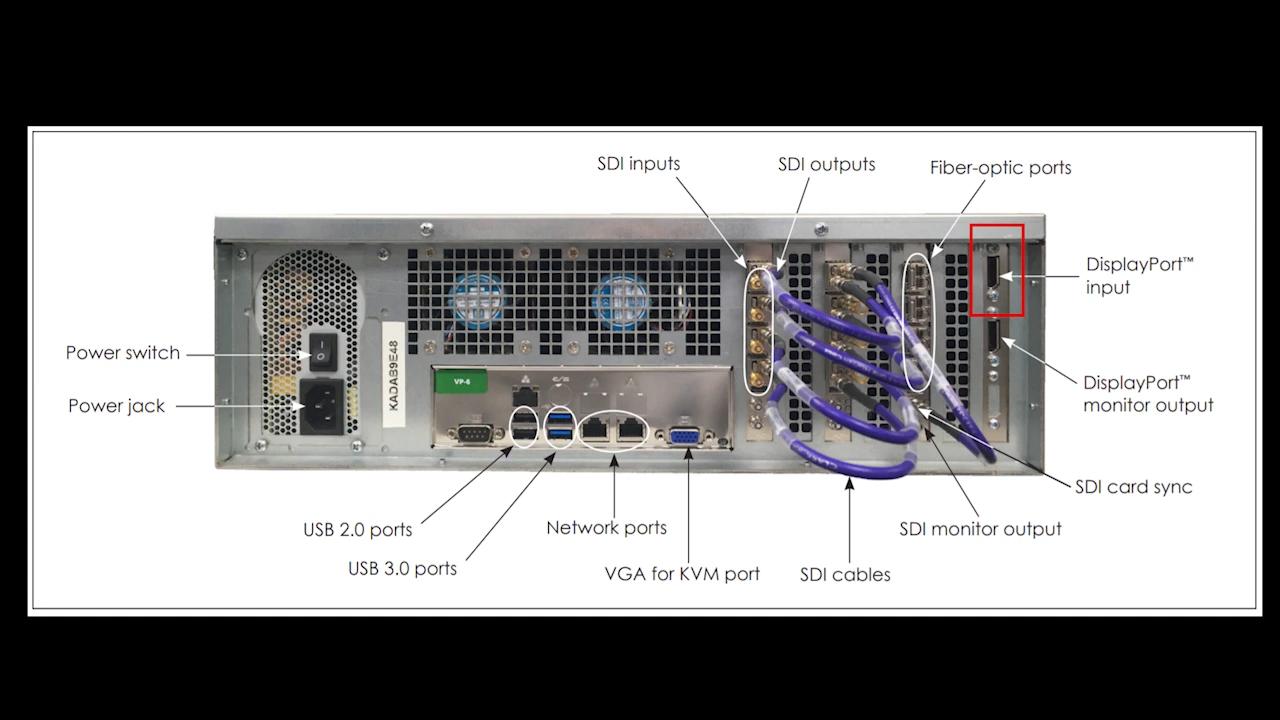 SDI inputs
SDI outputs
Fiber-optic ports
DisplayPort™
input
Power switch
Power jack
KADAB9E48
VP-6
DisplayPort™
monitor output
SDI card sync
USB 2.0 ports
Network ports
SDI monitor output
USB 3.0 ports
VGA for KVM port
SDI cables